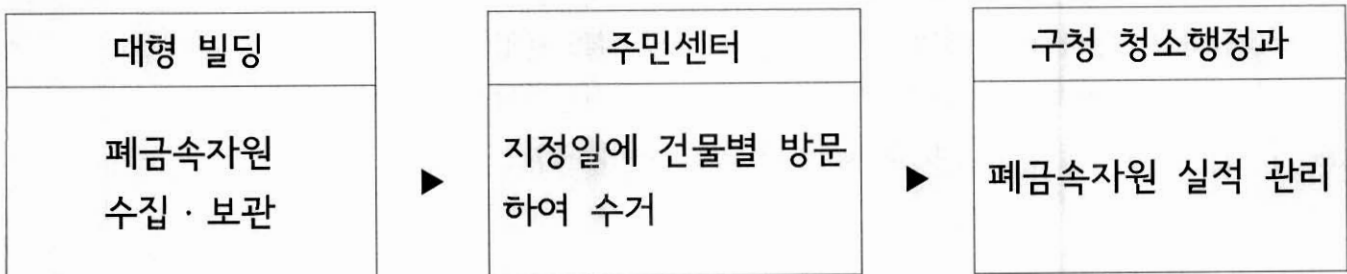 대형 빌딩
폐금속자원
수집 · 보관
▶
주민센터
지정일에 건물별 방문
하여 수거
▶
구청 청소행정과
폐금속자원 실적 관리